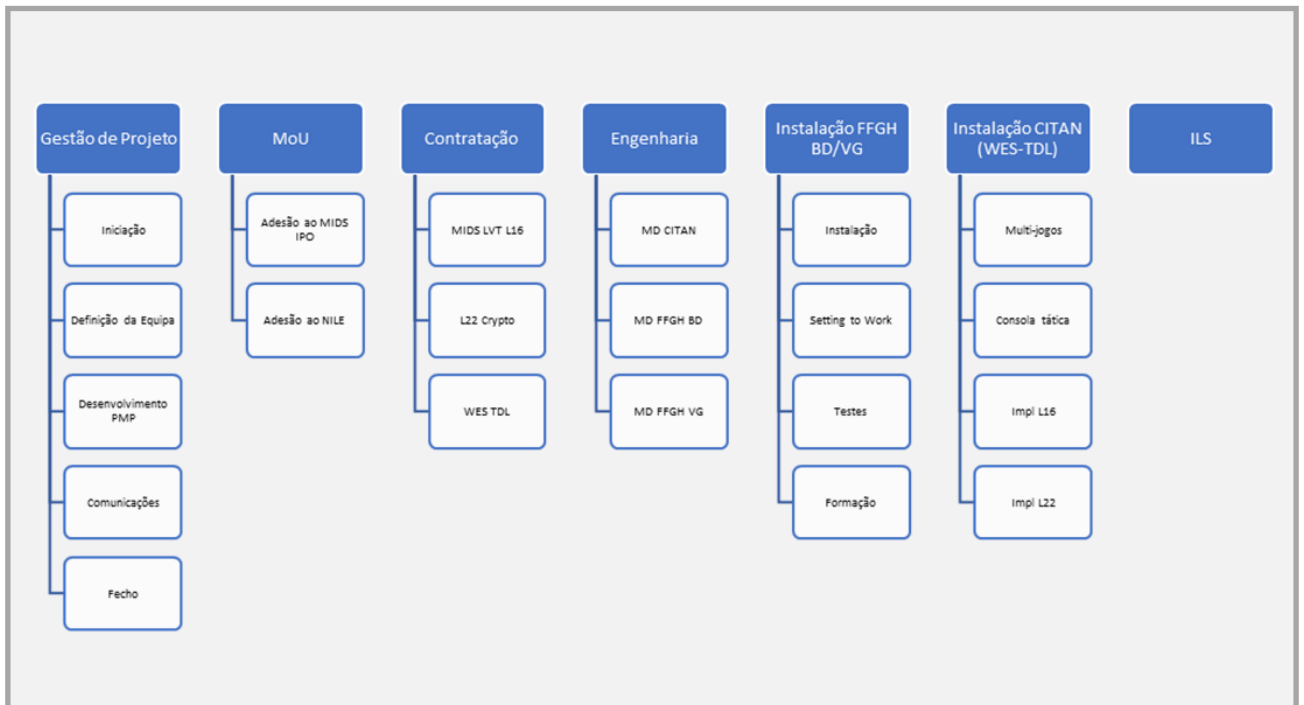 Gestão de Projeto
Iniciação
Definição da Equipa
Desenvolvimento
PMP
Comunicações
Fecho
MoU
Adesão ao MIDS
IPO
Adesão ao NILE
Contratação
MIDS LVT L16
L22 Crypto
WES TDL
Engenharia
MD CITAN
MD FFGH BD
MD FFGH VG
Instalação FFGH
BD/VG
Instalação
Setting to Work
Testes
Formação
Instalação CITAN
(WES-TDL)
Multi-jogos
Consola tática
Impl L16
Impl L22
ILS